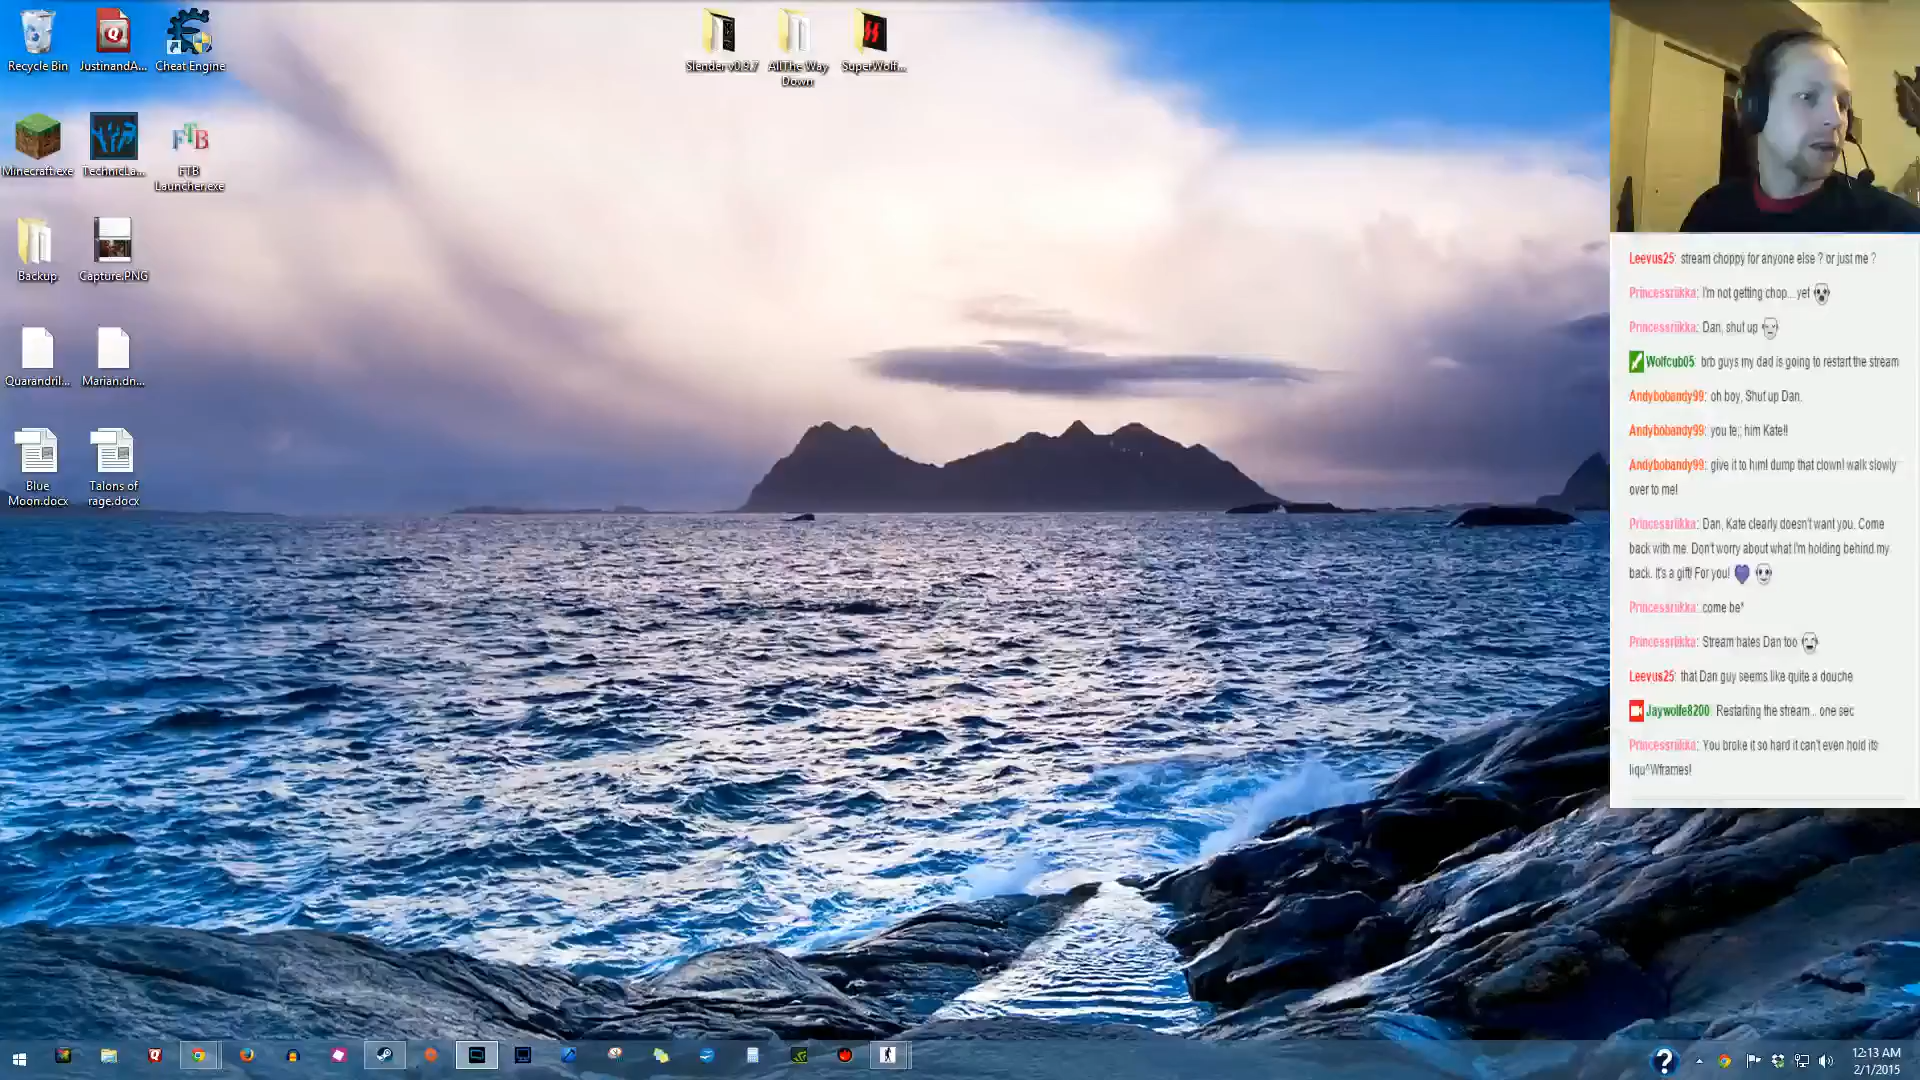 Recycle Bin
JustinandA...
Cheat Engine
Slender v0.9.7
AllThe Way
Down
SuperWolf...
Minecraft.exe
TechnicLa...
FTB
FTB
Launcher.exe
Backup
Capture.PNG
Quarandril...
Marian.dn...
Blue
Moon.docx
Talons of
rage.docx
Leevus25: stream choppy for anyone else ? or just me ?
Princessriikka: I'm not getting chop....yet
Princessriikka: Dan, shut up
Wolfcub05: brb guys my dad is going to restart the stream
Andybobandy99: oh boy, Shut up Dan.
Andybobandy99: you te;; him Kate!!
Andybobandy99: give it to him! dump that clown! walk slowly
over to me!
Princessriikka: Dan, Kate clearly doesn't want you. Come
back with me. Don't worry about what I'm holding behind my
back. It's a gift! For you!
Princessriikka: come be*
Princessriikka: Stream hates Dan too
Leevus25: that Dan guy seems like quite a douche
Jaywolfe8200: Restarting the stream... one sec
Princessriikka: You broke it so hard it can't even hold its
liqu^Wframes!
12:13 AM
2/1/2015